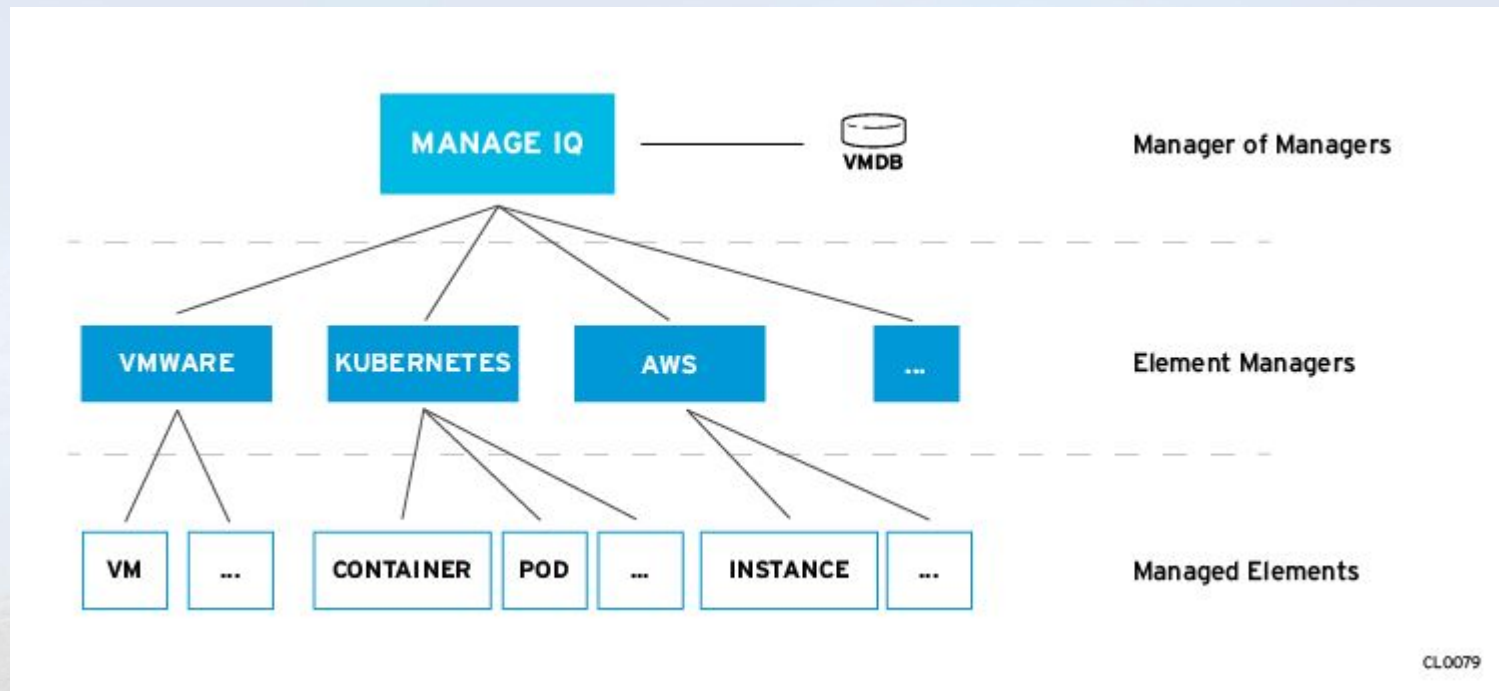 MANAGE IQ
VMDB
Manager of Managers
VMWARE
KUBERNETES
AWS
...
Element Managers
VM
...
CONTAINER
POD
...
INSTANCE
...
Managed Elements
CL0079